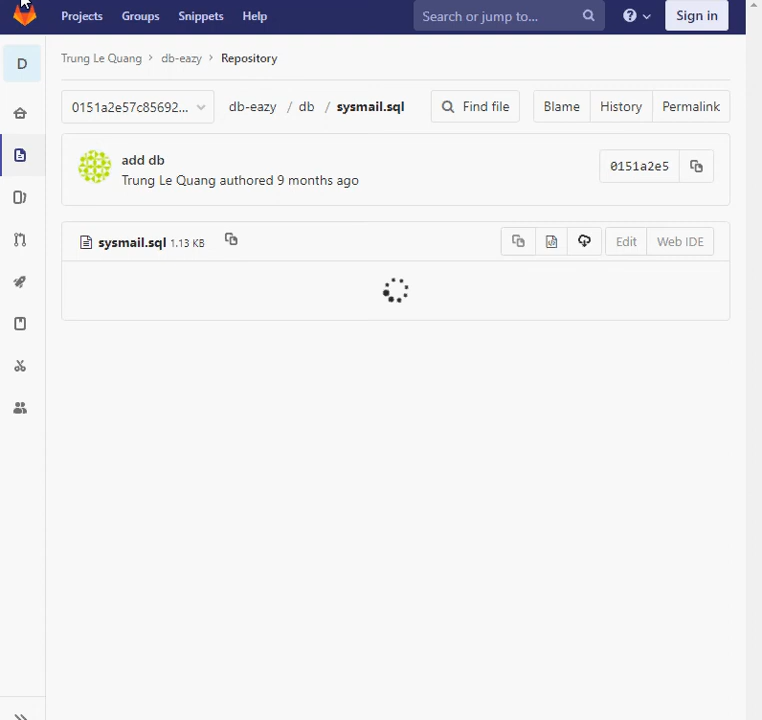 Projects Groups Snippets Help Search or jump to... Sign in
D
Trung Le Quang > db-eazy > Repository
0151a2e57c85692... db-eazy / db / sysmail.sql Find file Blame History Permalink
add db
Trung Le Quang authored 9 months ago
0151a2e5
sysmail.sql 1.13 KB Edit Web IDE